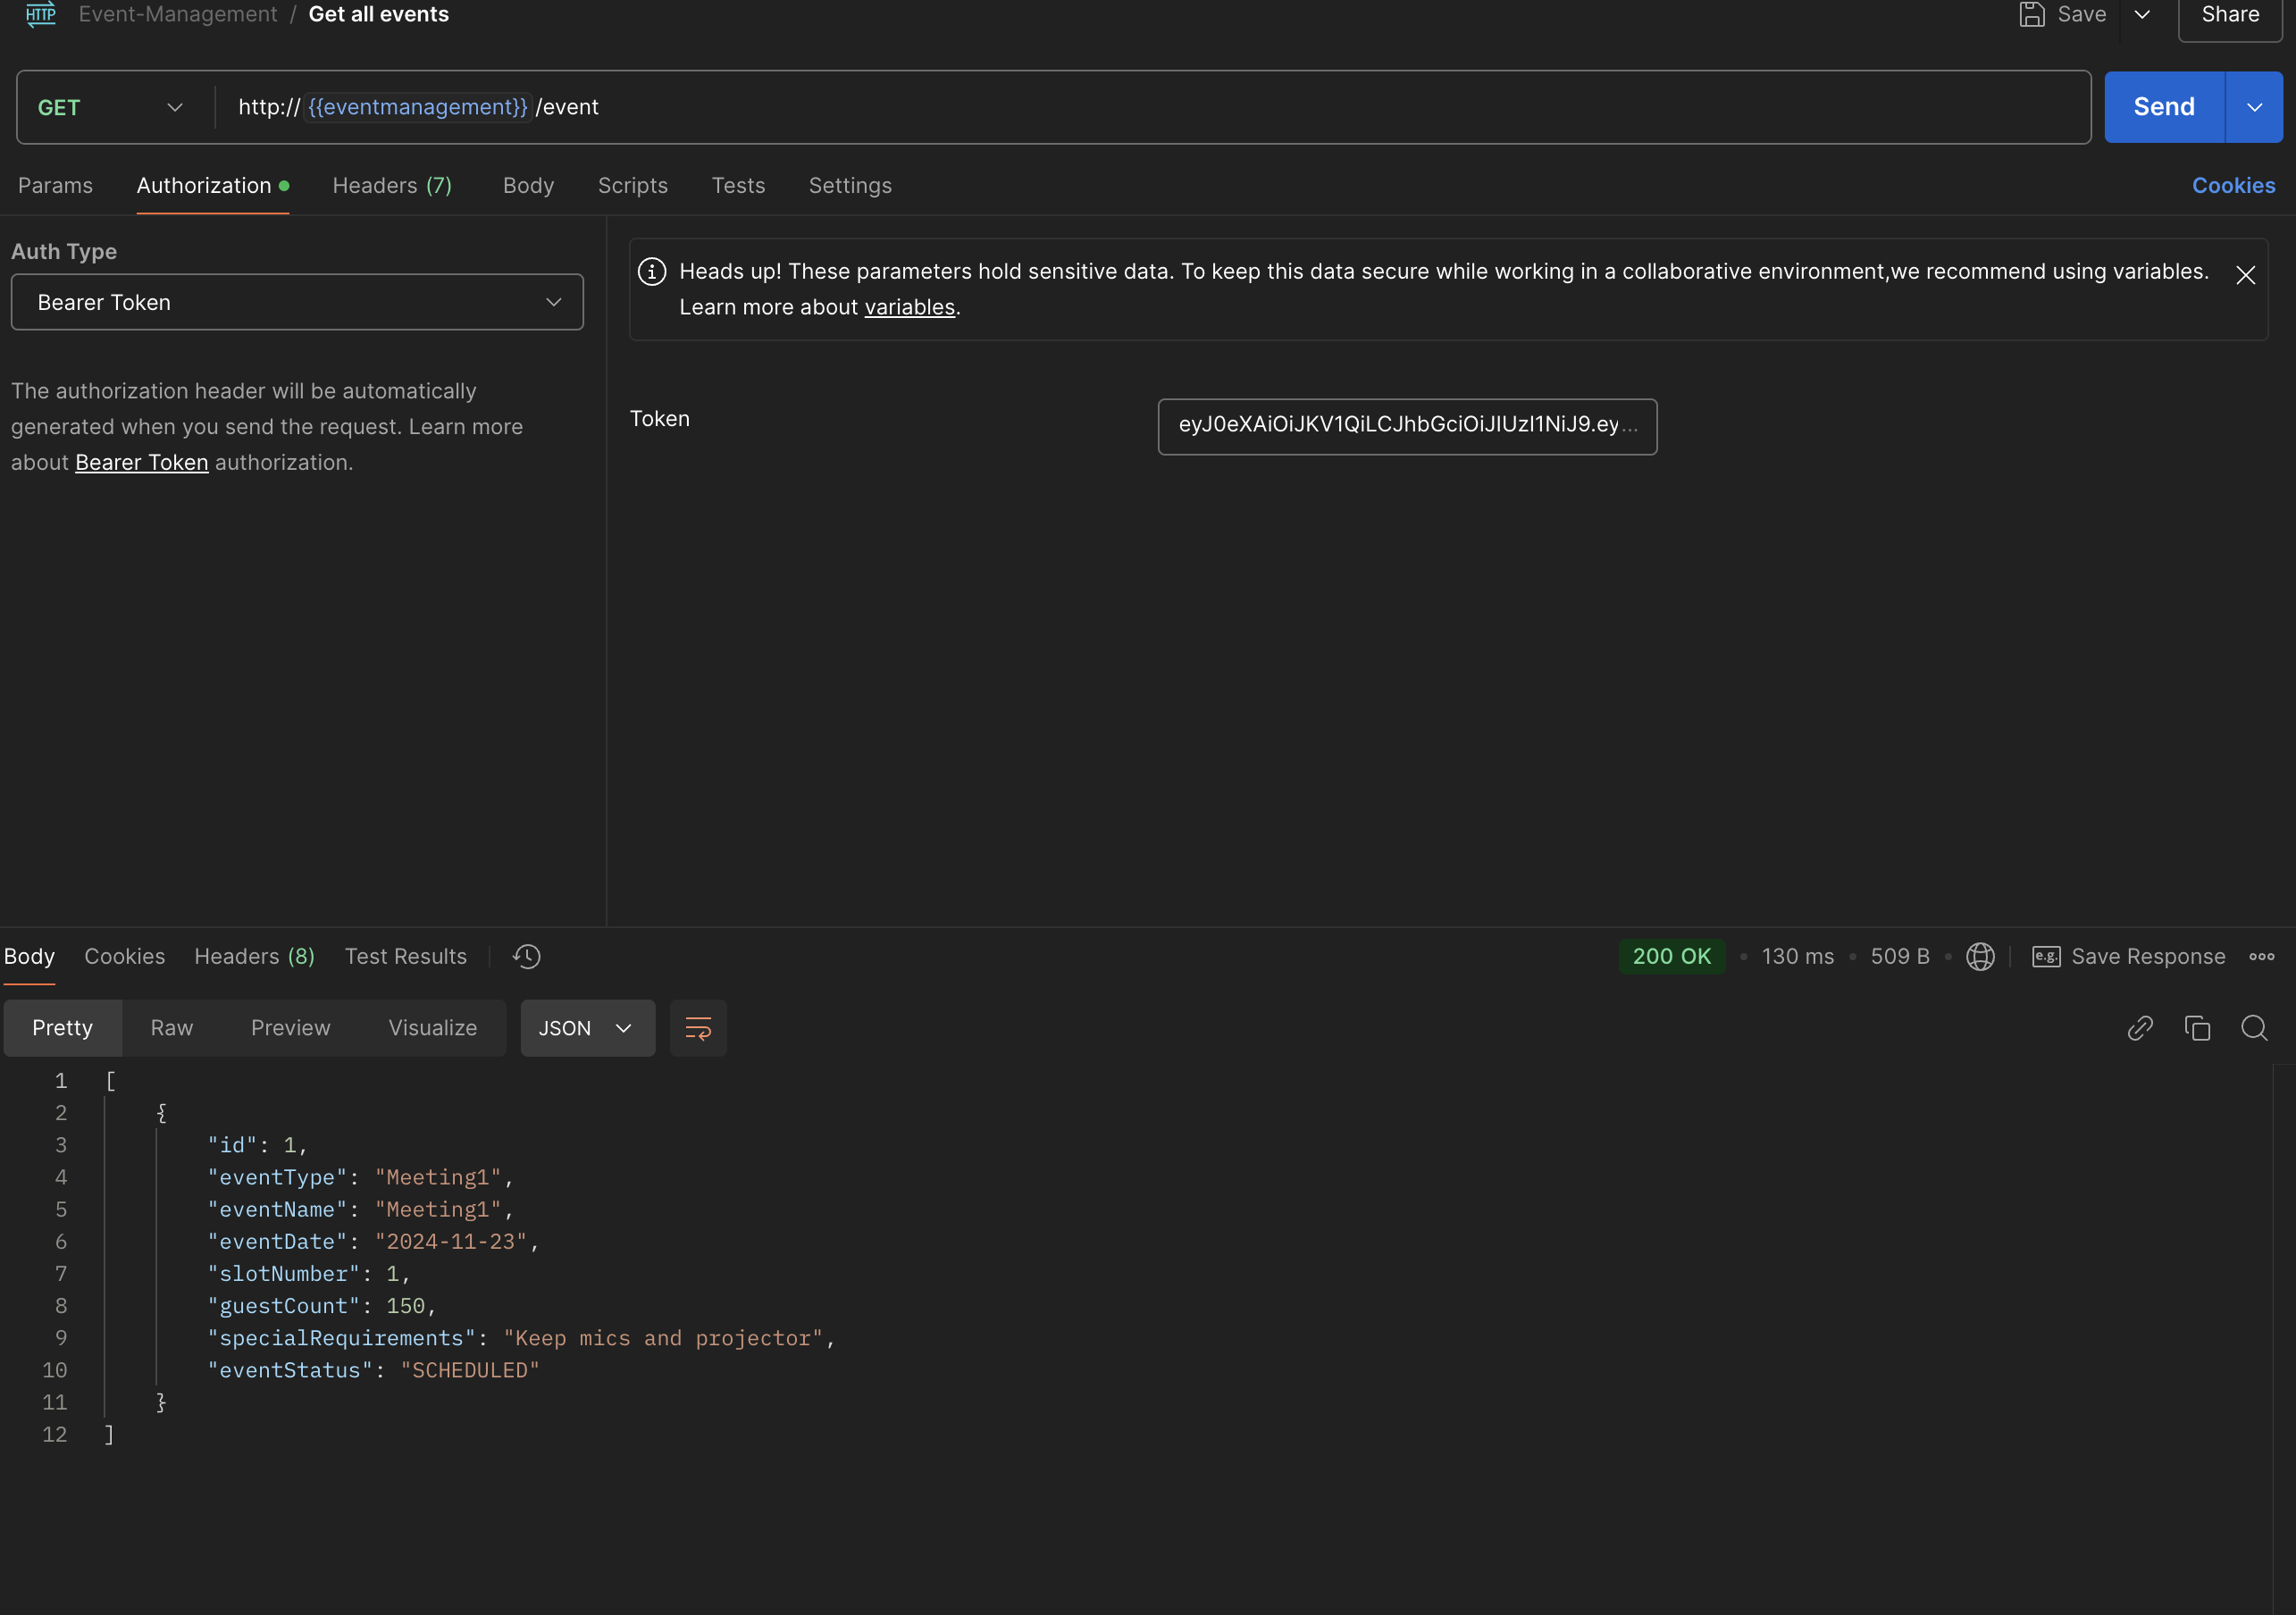 HTTP Event-Management / Get all events Save Share
GET http:// {{eventmanagement}} /event Send
Params Authorization Headers (7) Body Scripts Tests Settings Cookies
Auth Type
Bearer Token
The authorization header will be automatically
generated when you send the request. Learn more
about Bearer Token authorization.
Heads up! These parameters hold sensitive data. To keep this data secure while working in a collaborative environment,we recommend using variables.
Learn more about variables.
Token eyJ0eXAiOiJKV1QiLCJhbGciOiJIUzI1NiJ9.ey...
Body Cookies Headers (8) Test Results 200 OK 130 ms 509 B e.g. Save Response
Pretty Raw Preview Visualize JSON
1 [
2 {
3 "id": 1,
4 "eventType": "Meeting1",
5 "eventName": "Meeting1",
6 "eventDate": "2024-11-23",
7 "slotNumber": 1,
8 "guestCount": 150,
9 "specialRequirements": "Keep mics and projector",
10 "eventStatus": "SCHEDULED"
11 }
12 ]